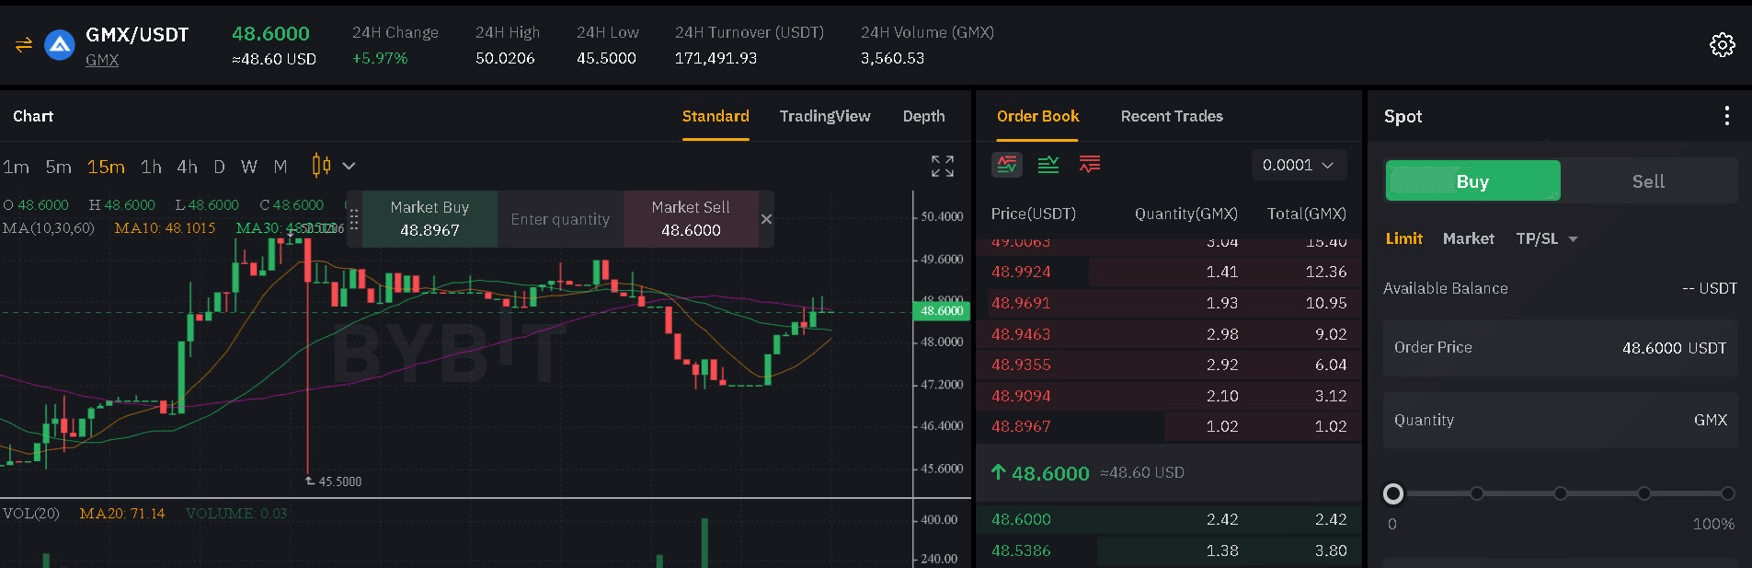 GMX/USDT
GMX
48.6000
≈48.60 USD
24H Change
+5.97%
24H High
50.0206
24H Low
45.5000
24H Turnover (USDT)
171,491.93
24H Volume (GMX)
3,560.53
Chart
Standard TradingView Depth
1m 5m 15m 1h 4h D W M
O 48.6000 H 48.6000 L 48.6000 C 48.6000
MA(10,30,60) MA10: 48.1015 MA30:
Market Buy
48.8967
Enter quantity
Market Sell
48.6000
50.4000
49.6000
48.8000
48.6000
48.0000
47.2000
46.4000
45.6000
BYBIT
45.5000
VOL(20) MA20: 71.14 VOLUME: 0.03
400.00
240.00
Order Book Recent Trades
0.0001
Price(USDT) Quantity(GMX) Total(GMX)
49.0063 3.04 15.40
48.9924 1.41 12.36
48.9691 1.93 10.95
48.9463 2.98 9.02
48.9355 2.92 6.04
48.9094 2.10 3.12
48.8967 1.02 1.02
48.6000 ≈48.60 USD
48.6000 2.42 2.42
48.5386 1.38 3.80
Spot
Buy Sell
Limit Market TP/SL
Available Balance -- USDT
Order Price 48.6000 USDT
Quantity GMX
0 100%